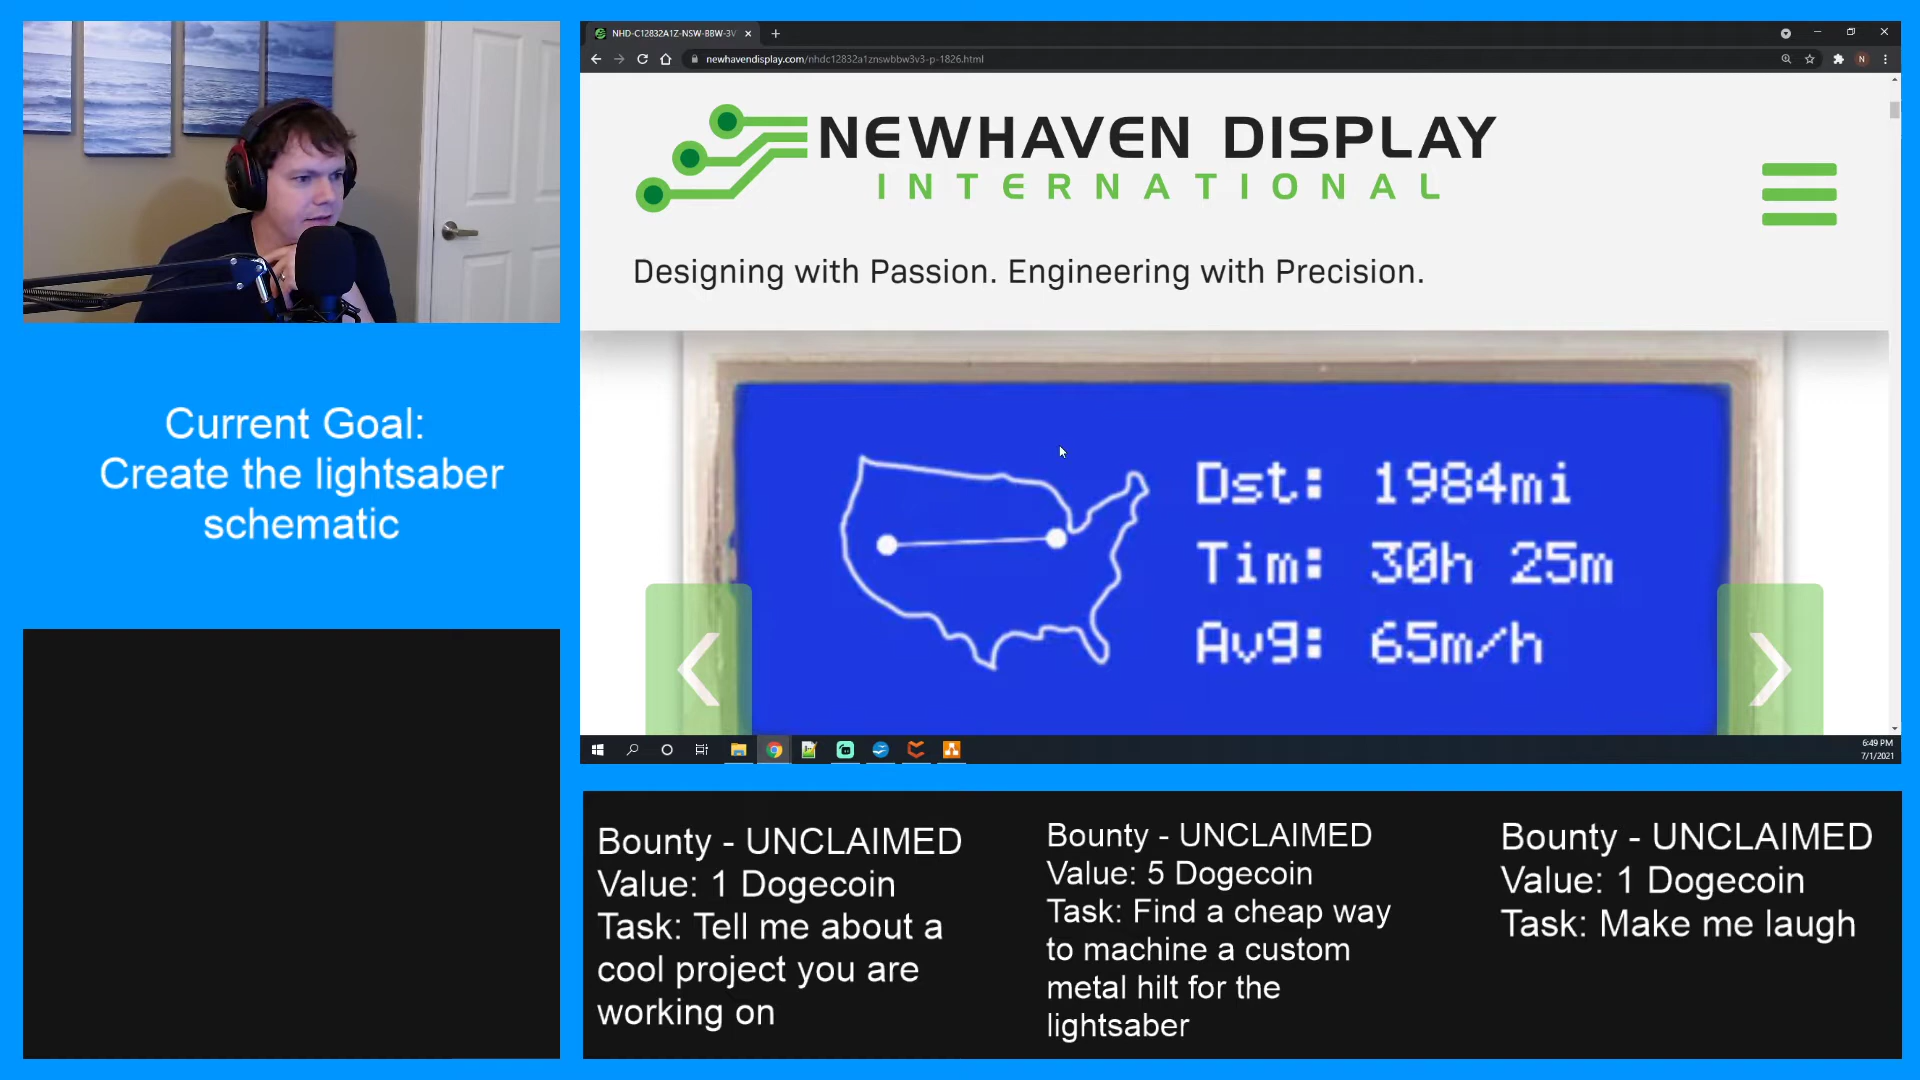 NHD-C12832A1Z-NSW-BBW-3V
newhavendisplay.com/nhdc12832a1znswbbw3v3-p-1826.html
N
NEWHAVEN DISPLAY
INTERNATIONAL
Designing with Passion. Engineering with Precision.
Dst: 1984mi
Tim: 30h 25m
Avg: 65m/h
6:49 PM
7/1/2021
Current Goal:
Create the lightsaber
schematic
Bounty - UNCLAIMED
Value: 1 Dogecoin
Task: Tell me about a
cool project you are
working on
Bounty - UNCLAIMED
Value: 5 Dogecoin
Task: Find a cheap way
to machine a custom
metal hilt for the
lightsaber
Bounty - UNCLAIMED
Value: 1 Dogecoin
Task: Make me laugh